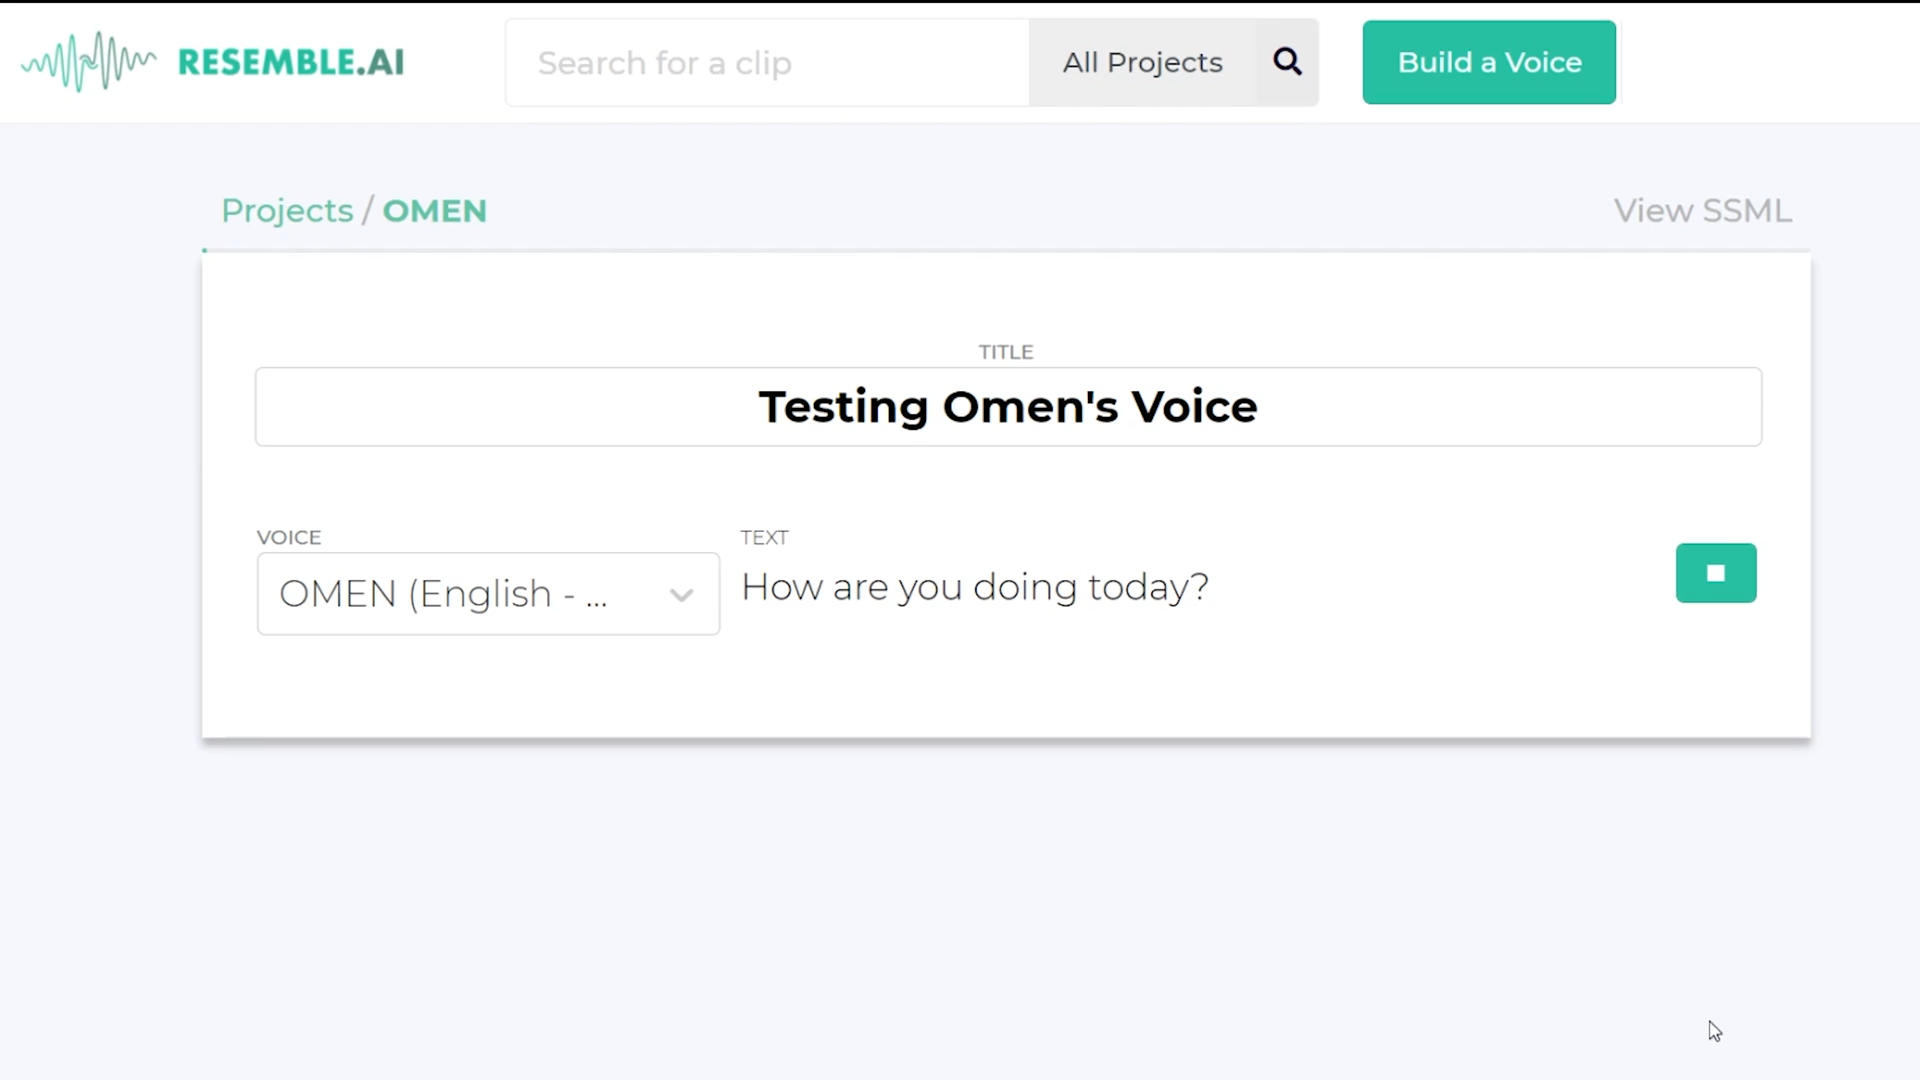 RESEMBLE.AI
Search for a clip
All Projects
Build a Voice
Projects / OMEN
View SSML
TITLE
Testing Omen's Voice
VOICE
TEXT
OMEN (English - ...
How are you doing today?